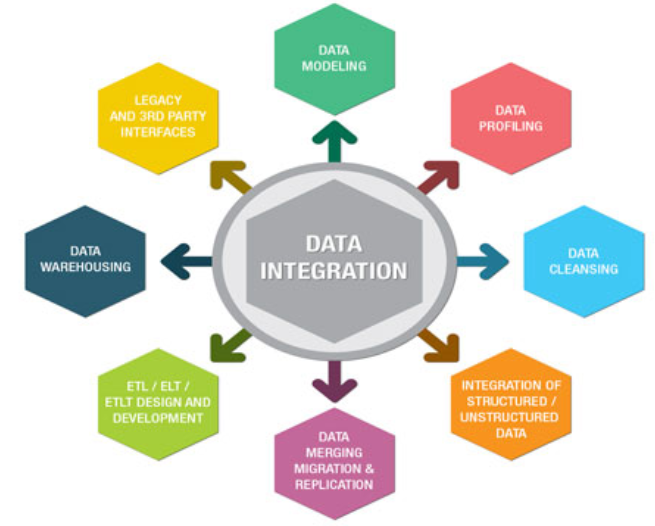 DATA
MODELING
LEGACY
AND 3RD PARTY
INTERFACES
DATA
PROFILING
DATA
WAREHOUSING
DATA
INTEGRATION
DATA
CLEANSING
ETL / ELT /
ETLT DESIGN AND
DEVELOPMENT
INTEGRATION OF
STRUCTURED /
UNSTRUCTURED
DATA
DATA
MERGING
MIGRATION &
REPLICATION